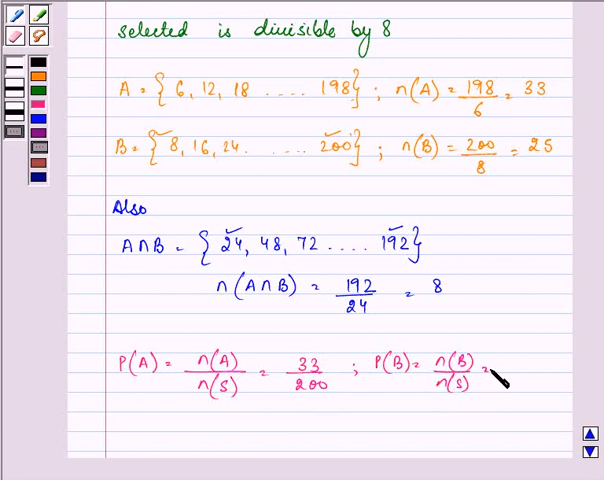 selected is divisible by 8
A = { 6, 12, 18 .... 198} ; n(A) = 198/6 = 33
B = { 8, 16, 24 .... 200} ; n(B) = 200/8 = 25
Also
A∩B = { 24, 48, 72 .... 192}
n(A∩B) = 192/24 = 8
P(A) = n(A)/n(S) = 33/200 ; P(B) = n(B)/n(S) =